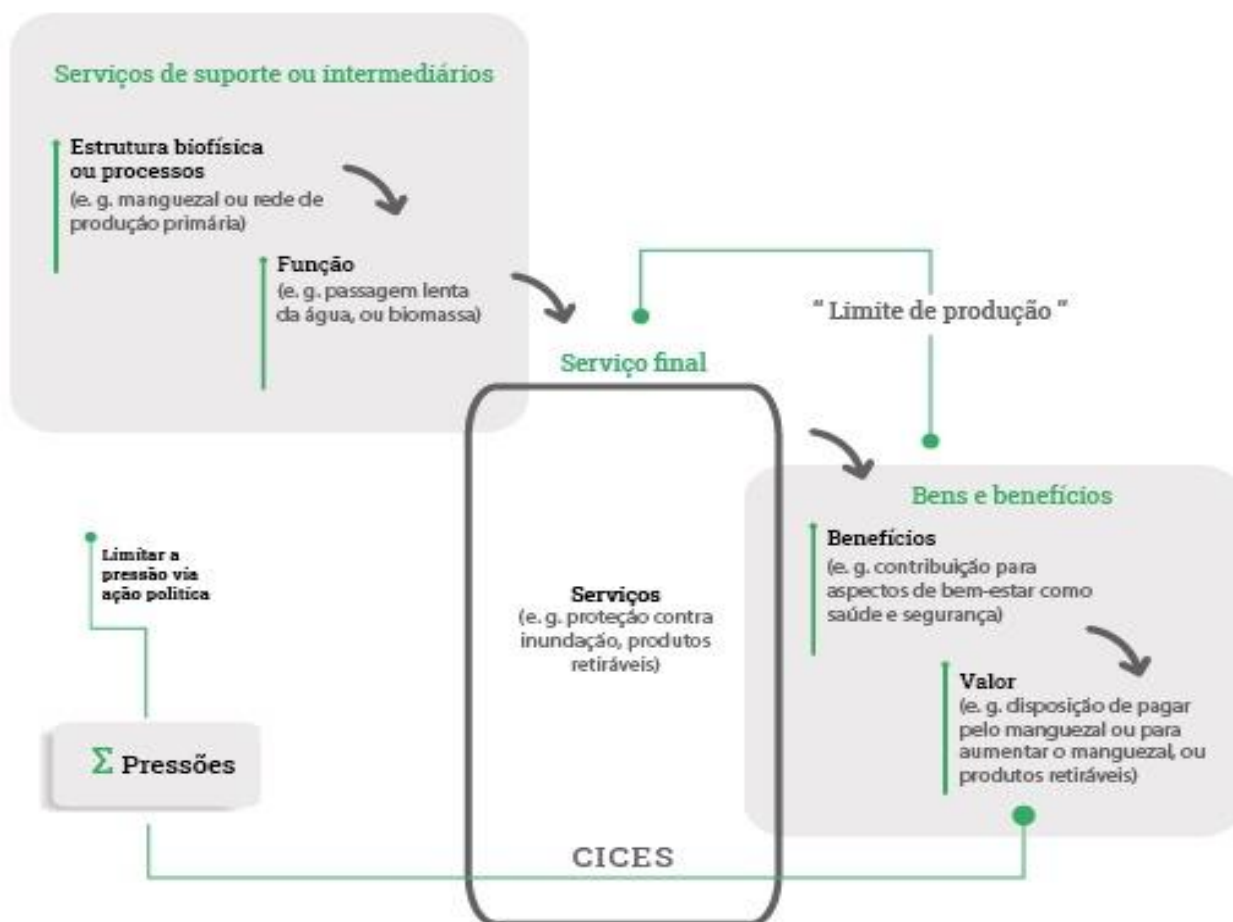 Serviços de suporte ou intermediários
Estrutura biofísica
ou processos
(e. g. manguezal ou rede de
produção primária)
Função
(e. g. passagem lenta
da água, ou biomassa)
" Limite de produção "
Serviço final
Bens e benefícios
Benefícios
(e. g. contribuição para
aspectos de bem-estar como
saúde e segurança)
Limitar a
pressão via
ação política
Serviços
(e. g. proteção contra
inundação, produtos
retiráveis)
Valor
(e. g. disposição de pagar
pelo manguezal ou para
aumentar o manguezal, ou
produtos retiráveis)
Σ Pressões
CICES